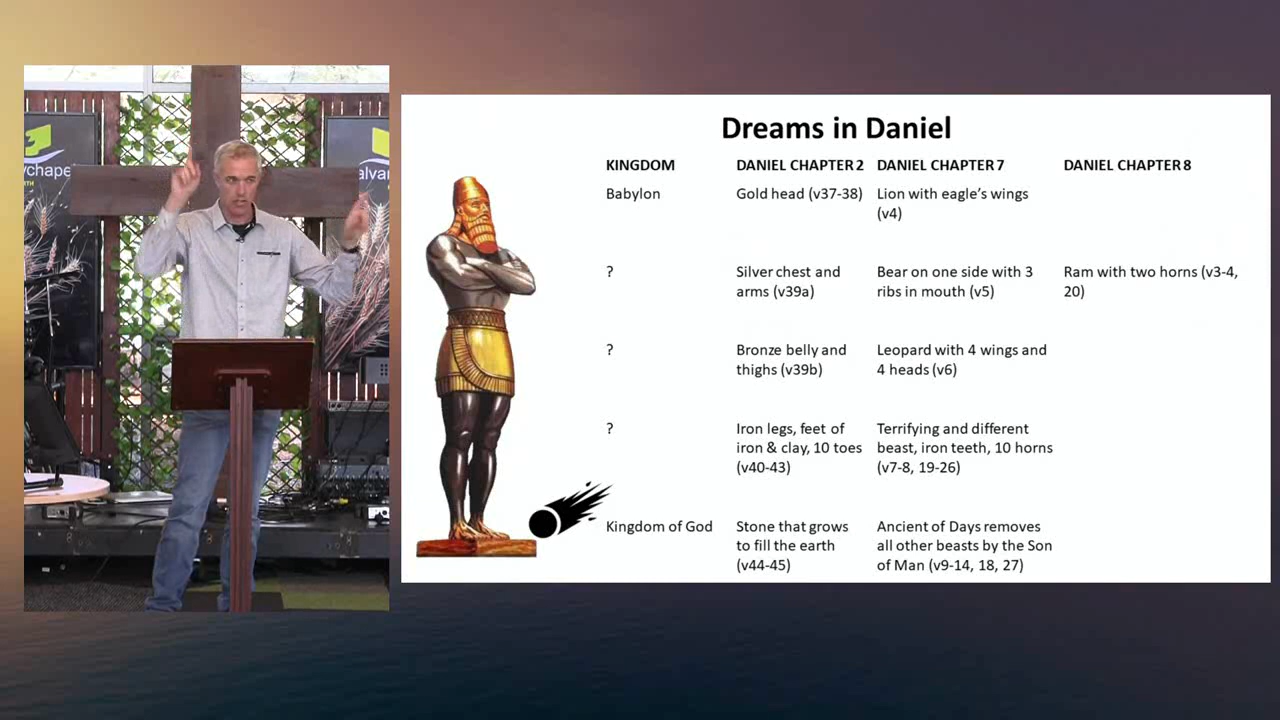 ychape
RTH
alva
Dreams in Daniel
KINGDOM DANIEL CHAPTER 2 DANIEL CHAPTER 7 DANIEL CHAPTER 8
Babylon Gold head (v37-38) Lion with eagle’s wings
(v4)
? Silver chest and Bear on one side with 3 Ram with two horns (v3-4,
arms (v39a) ribs in mouth (v5) 20)
? Bronze belly and Leopard with 4 wings and
thighs (v39b) 4 heads (v6)
? Iron legs, feet of Terrifying and different
iron & clay, 10 toes beast, iron teeth, 10 horns
(v40-43) (v7-8, 19-26)
Kingdom of God Stone that grows Ancient of Days removes
to fill the earth all other beasts by the Son
(v44-45) of Man (v9-14, 18, 27)